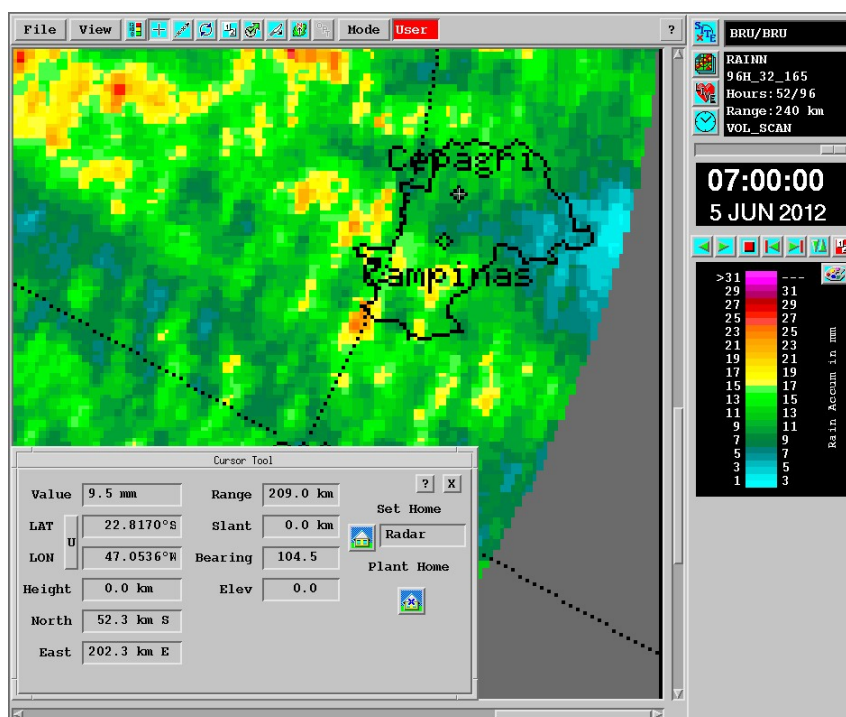 File View Mode User ?
BRU/BRU
RAINN
96H_32_165
Hours:52/96
Range:240 km
VOL_SCAN
07:00:00
5 JUN 2012
>31 ---
29 31
27 29
25 27
23 25
21 23
19 21
17 19
15 17
13 15
11 13
9 11
7 9
5 7
3 5
1 3
Rain Accum in mm
Cepagri
Campinas
Cursor Tool
? X
Value 9.5 mm Range 209.0 km
Set Home
LAT 22.8170°S Slant 0.0 km
U
Radar
LON 47.0536°W Bearing 104.5
Plant Home
Height 0.0 km Elev 0.0
North 52.3 km S
East 202.3 km E